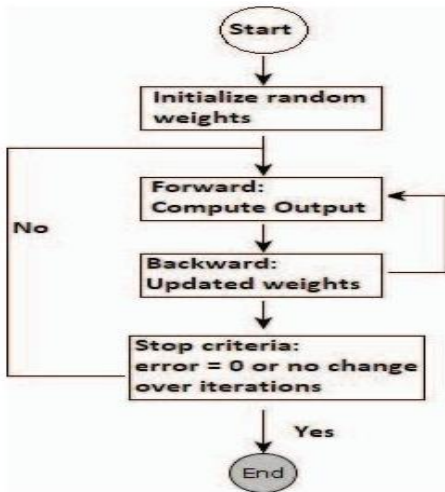 Start
Initialize random
weights
Forward:
Compute Output
No
Backward:
Updated weights
Stop criteria:
error = 0 or no change
over iterations
Yes
End